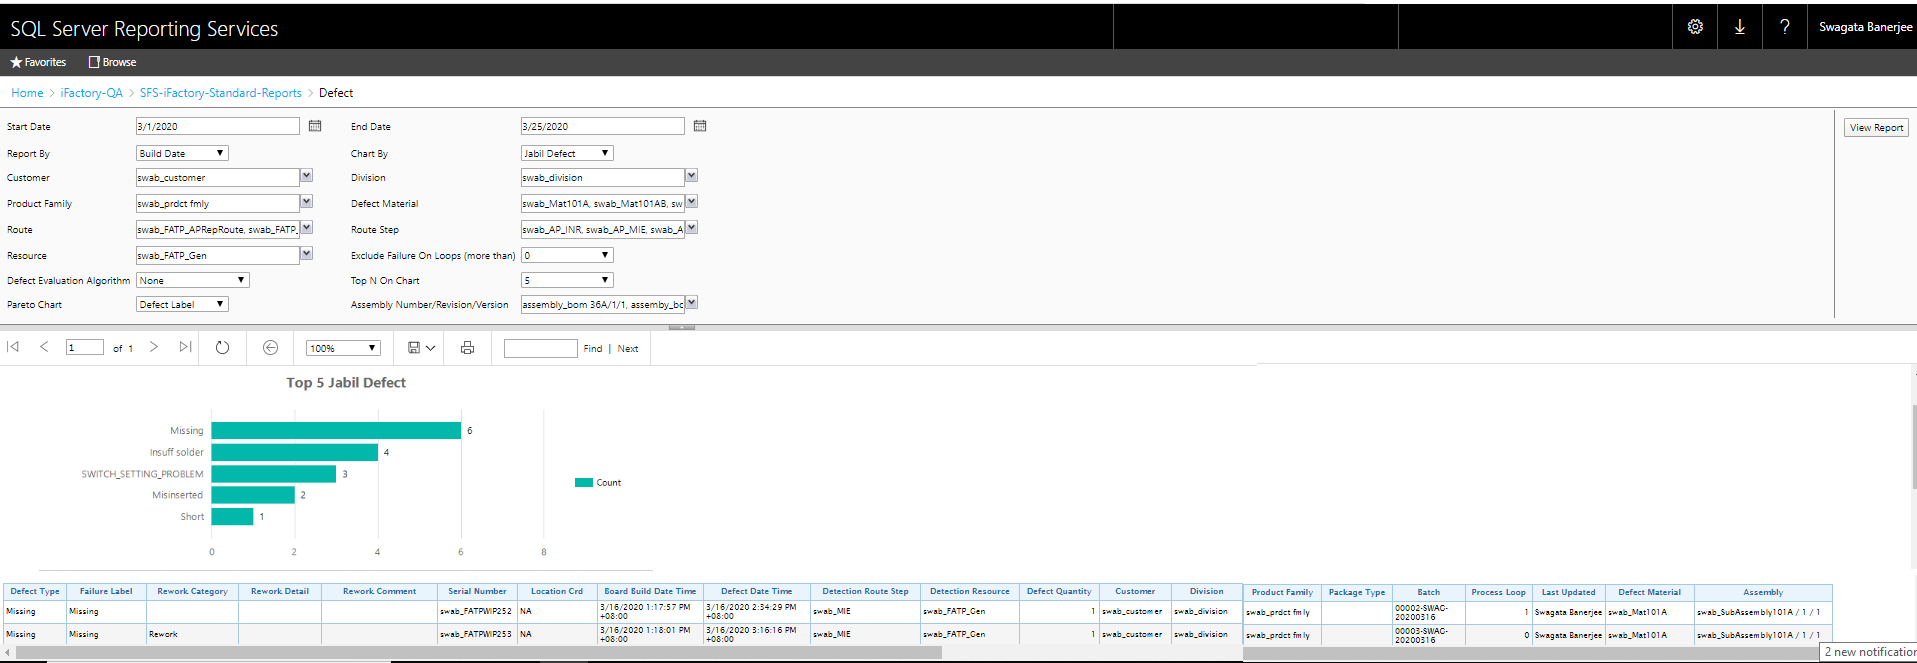 SQL Server Reporting Services
? Swagata Banerjee
Favorites Browse
Home > iFactory-QA > SFS-iFactory-Standard-Reports > Defect
Start Date 3/1/2020 End Date 3/25/2020 View Report
Report By Build Date Chart By Jabil Defect
Customer swab_customer Division swab_division
Product Family swab_prdct fmly Defect Material swab_Mat101A, swab_Mat101AB, sw
Route swab_FATP_APRepRoute, swab_FATP_ Route Step swab_AP_INR, swab_AP_MIE, swab_A
Resource swab_FATP_Gen Exclude Failure On Loops (more than) 0
Defect Evaluation Algorithm None Top N On Chart 5
Pareto Chart Defect Label Assembly Number/Revision/Version assembly_bom 36A/1/1, assemby_bc
1 of 1 100% Find | Next
Top 5 Jabil Defect
Missing 6
Insuff solder 4
SWITCH_SETTING_PROBLEM 3
Count
Misinserted 2
Short 1
0 2 4 6 8
Defect Type Failure Label Rework Category Rework Detail Rework Comment Serial Number Location Crd Board Build Date Time Defect Date Time Detection Route Step Detection Resource Defect Quantity Customer Division Product Family Package Type Batch Process Loop Last Updated Defect Material Assembly
Missing Missing swab_FATPWIP252 NA 3/16/2020 1:17:57 PM +08:00 3/16/2020 2:34:29 PM +08:00 swab_MIE swab_FATP_Gen 1 swab_customer swab_division swab_prdct fmly 00002-SWAG-20200316 1 Swagata Banerjee swab_Mat101A swab_SubAssembly101A / 1 / 1
Missing Missing Rework swab_FATPWIP253 NA 3/16/2020 1:18:01 PM +08:00 3/16/2020 3:16:16 PM +08:00 swab_MIE swab_FATP_Gen 1 swab_customer swab_division swab_prdct fmly 00003-SWAG-20200316 0 Swagata Banerjee swab_Mat101A swab_SubAssembly101A / 1 / 1
2 new notification